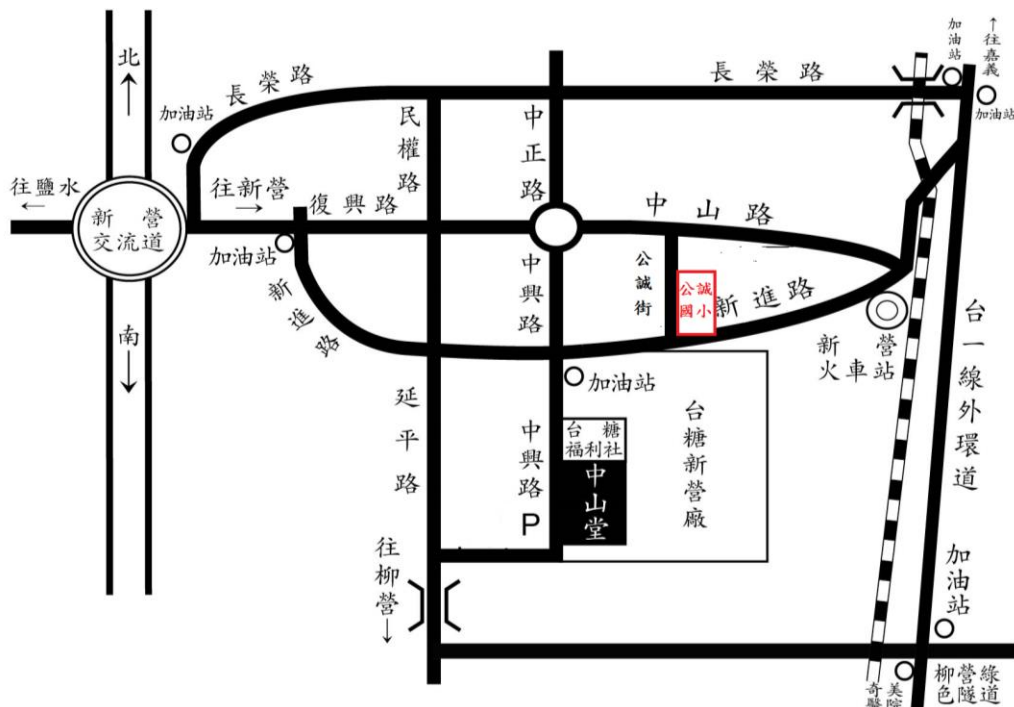 北
↑
長榮路
加油站
往鹽水
←
新營
交流道
往新營
→
復興路
加油站
新進路
南
↓
民權路
中正路
長榮路
加油站
↑往嘉義
加油站
中山路
公誠街
公誠
國小
新進路
中興路
新營
火車站
台一線外環道
加油站
延平路
中興路
P
台糖
福利社
中山堂
台糖新營廠
往柳營
↓
加油站
柳營綠
色隧道
奇美
醫院